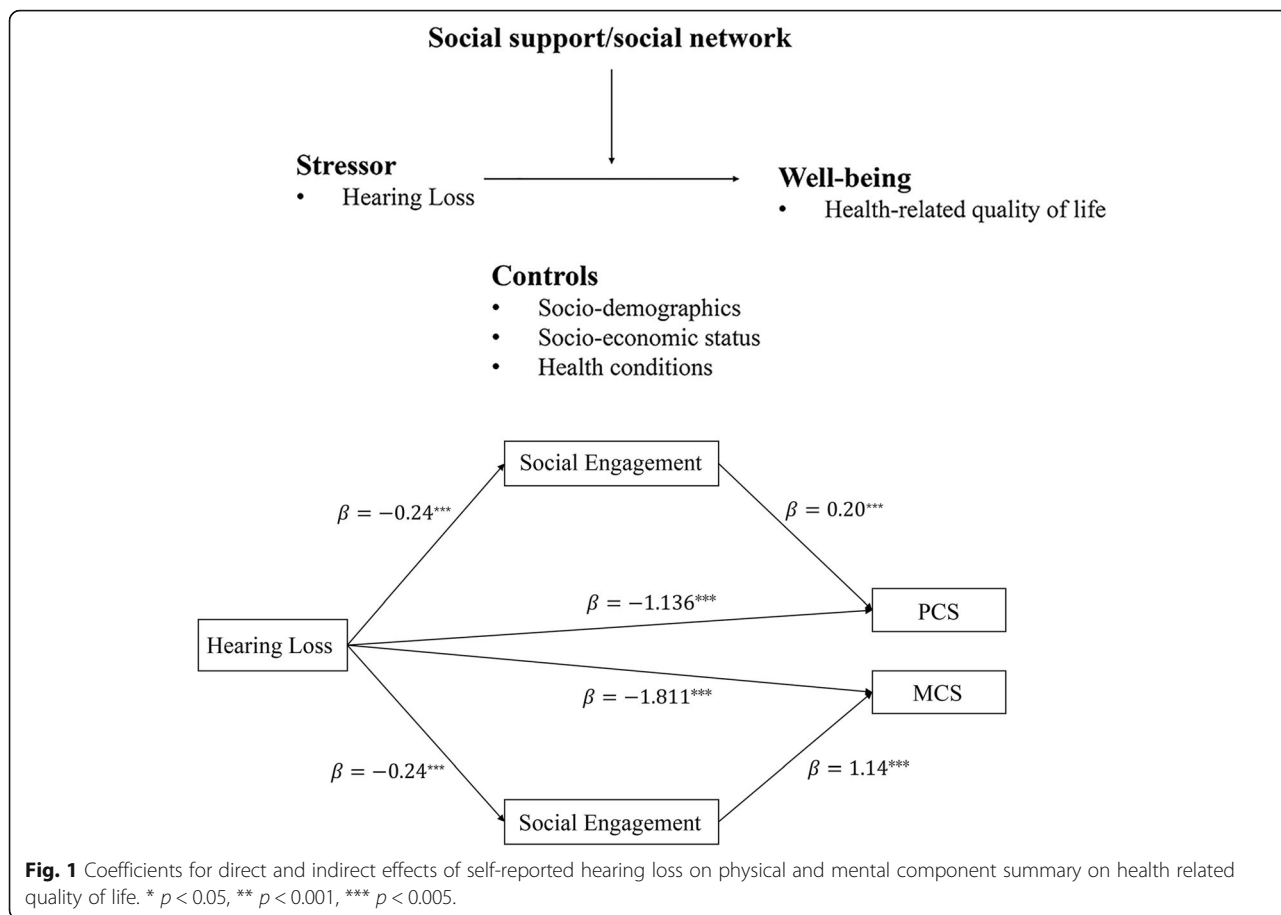 Social support/social network
Stressor
• Hearing Loss
Well-being
• Health-related quality of life
Controls
• Socio-demographics
• Socio-economic status
• Health conditions
Social Engagement
β = −0.24***
β = 0.20***
β = −1.136***
PCS
Hearing Loss
MCS
β = −1.811***
β = −0.24***
β = 1.14***
Social Engagement
Fig. 1 Coefficients for direct and indirect effects of self-reported hearing loss on physical and mental component summary on health related
quality of life. * p < 0.05, ** p < 0.001, *** p < 0.005.